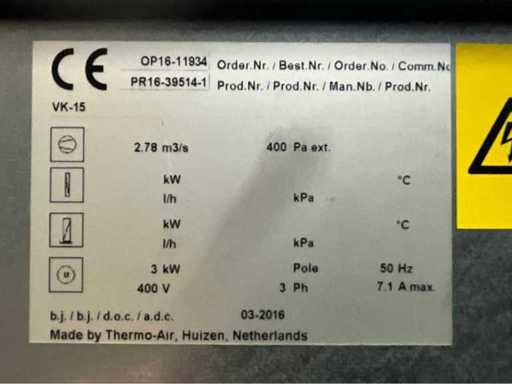 CE OP16-11934 Order.Nr. / Best.Nr. / Order.No. / Comm.No
PR16-39514-1 Prod.Nr. / Prod.Nr. / Man.Nb. / Prod.Nr.
VK-15
2.78 m3/s 400 Pa ext.
kW °C
l/h kPa
kW °C
l/h kPa
3 kW Pole 50 Hz
400 V 3 Ph 7.1 A max.
b.j. / b.j. / d.o.c. / a.d.c. 03-2016
Made by Thermo-Air, Huizen, Netherlands